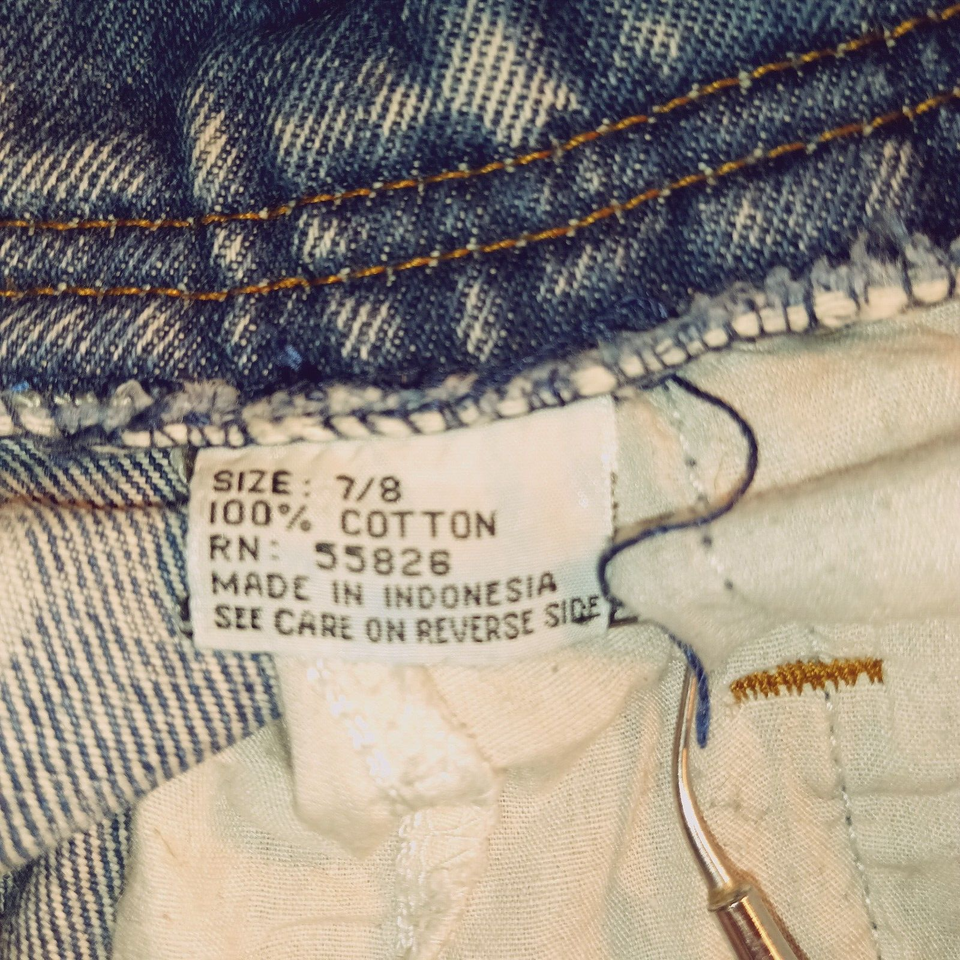 SIZE: 7/8
100% COTTON
RN: 55826
MADE IN INDONESIA
SEE CARE ON REVERSE SIDE